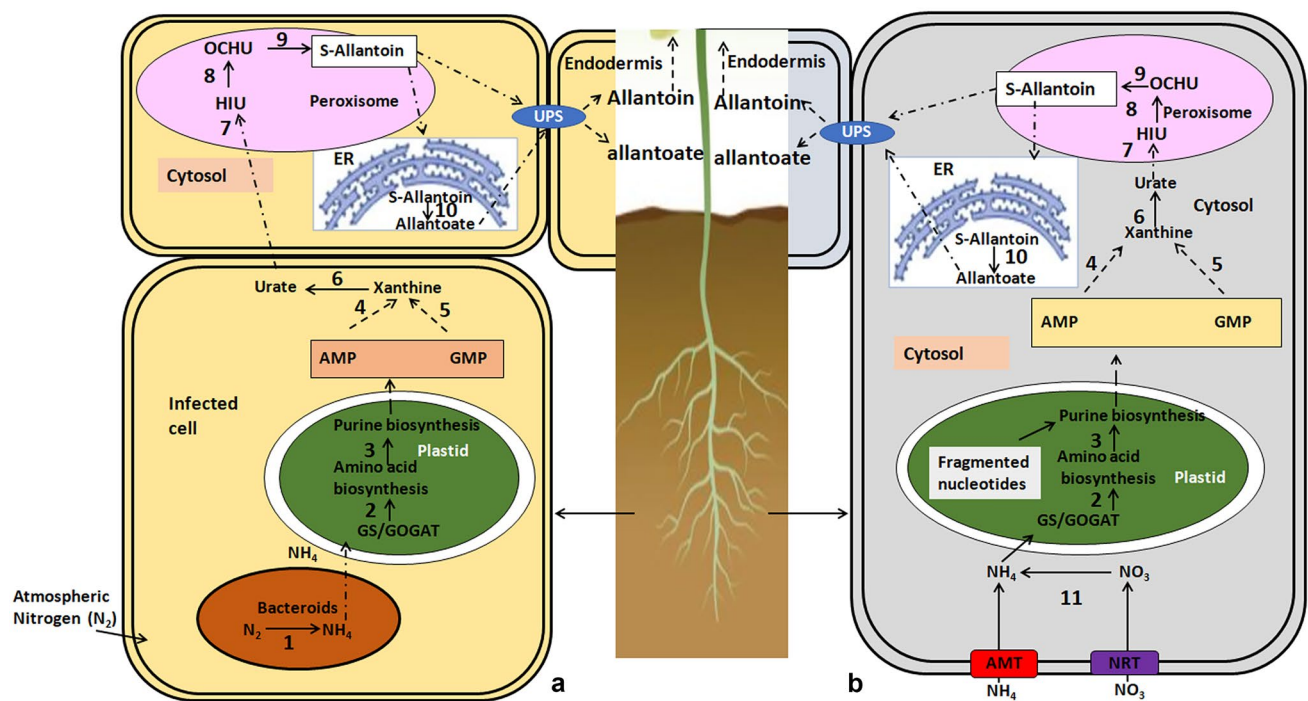 OCHU
9
S-Allantoin
8
HIU
Peroxisome
7
Cytosol
ER
S-Allantoin
10
Allantoate
UPS
Endodermis
Allantoin
allantoate
Endodermis
Allantoin
allantoate
UPS
Urate
6
Xanthine
4
5
AMP
GMP
Infected
cell
Purine biosynthesis
3
Plastid
Amino acid
biosynthesis
2
GS/GOGAT
NH4
Bacteroids
N2
NH4
1
Atmospheric
Nitrogen (N2)
a
S-Allantoin
9
OCHU
8
Peroxisome
HIU
7
Urate
6
Cytosol
Xanthine
ER
S-Allantoin
10
Allantoate
4
5
AMP
GMP
Cytosol
Purine biosynthesis
3
Fragmented
nucleotides
Amino acid
biosynthesis
Plastid
2
GS/GOGAT
NH4
NO3
11
AMT
NRT
NH4
NO3
b